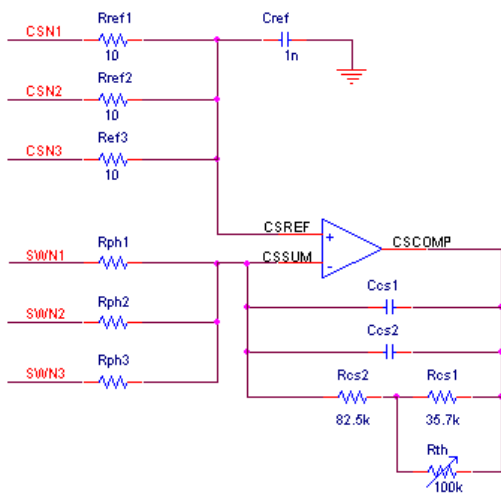 CSN1
Rref1
10
Cref
1n
CSN2
Rref2
10
CSN3
Ref3
10
CSREF
+
CSCOMP
SWN1
Rph1
CSSUM
-
Ccs1
SWN2
Rph2
Ccs2
SWN3
Rph3
Rcs2
82.5k
Rcs1
35.7k
Rth
100k